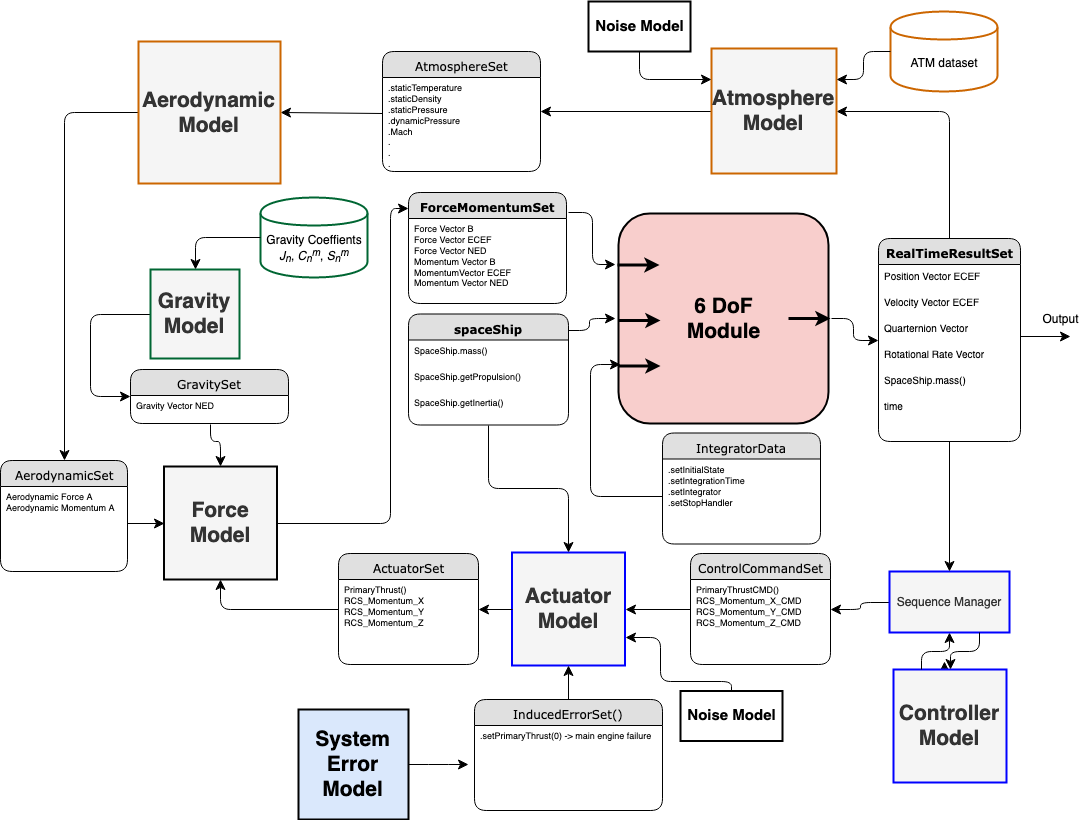 Noise Model
ATM dataset
Aerodynamic
Model
AtmosphereSet
.staticTemperature
.staticDensity
.staticPressure
.dynamicPressure
.Mach
.
.
.
Atmosphere
Model
Gravity Coeffients
Jn, Cn^m, Sn^m
ForceMomentumSet
Force Vector B
Force Vector ECEF
Force Vector NED
Momentum Vector B
MomentumVector ECEF
Momentum Vector NED
6 DoF
Module
RealTimeResultSet
Position Vector ECEF
Velocity Vector ECEF
Quarternion Vector
Rotational Rate Vector
SpaceShip.mass()
time
Output
Gravity
Model
spaceShip
SpaceShip.mass()
SpaceShip.getPropulsion()
SpaceShip.getInertia()
GravitySet
Gravity Vector NED
IntegratorData
.setInitialState
.setIntegrationTime
.setIntegrator
.setStopHandler
AerodynamicSet
Aerodynamic Force A
Aerodynamic Momentum A
Force
Model
ActuatorSet
PrimaryThrust()
RCS_Momentum_X
RCS_Momentum_Y
RCS_Momentum_Z
Actuator
Model
ControlCommandSet
PrimaryThrustCMD()
RCS_Momentum_X_CMD
RCS_Momentum_Y_CMD
RCS_Momentum_Z_CMD
Sequence Manager
System
Error
Model
InducedErrorSet()
.setPrimaryThrust(0) -> main engine failure
Noise Model
Controller
Model